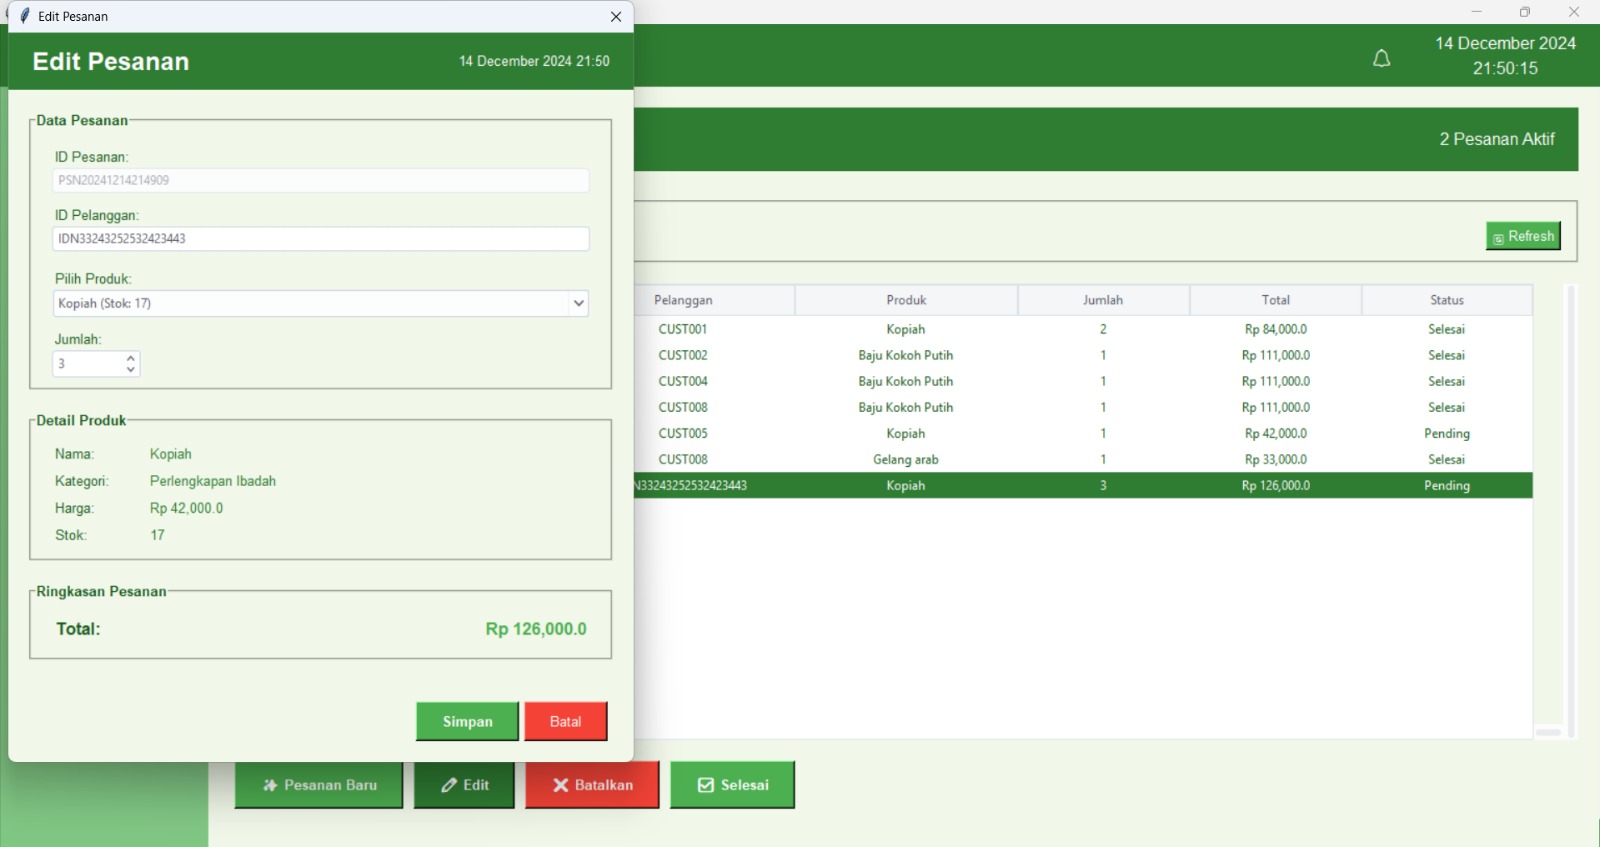 Edit Pesanan
Edit Pesanan
14 December 2024 21:50
Data Pesanan
ID Pesanan:
PSN20241214214909
ID Pelanggan:
IDN33243252532423443
Pilih Produk:
Kopiah (Stok: 17)
Jumlah:
3
Detail Produk
Nama: Kopiah
Kategori: Perlengkapan Ibadah
Harga: Rp 42,000.0
Stok: 17
Ringkasan Pesanan
Total: Rp 126,000.0
Simpan Batal
14 December 2024
21:50:15
2 Pesanan Aktif
Refresh
Pelanggan Produk Jumlah Total Status
CUST001 Kopiah 2 Rp 84,000.0 Selesai
CUST002 Baju Kokoh Putih 1 Rp 111,000.0 Selesai
CUST004 Baju Kokoh Putih 1 Rp 111,000.0 Selesai
CUST008 Baju Kokoh Putih 1 Rp 111,000.0 Selesai
CUST005 Kopiah 1 Rp 42,000.0 Pending
CUST008 Gelang arab 1 Rp 33,000.0 Selesai
N33243252532423443 Kopiah 3 Rp 126,000.0 Pending
Pesanan Baru Edit Batalkan Selesai